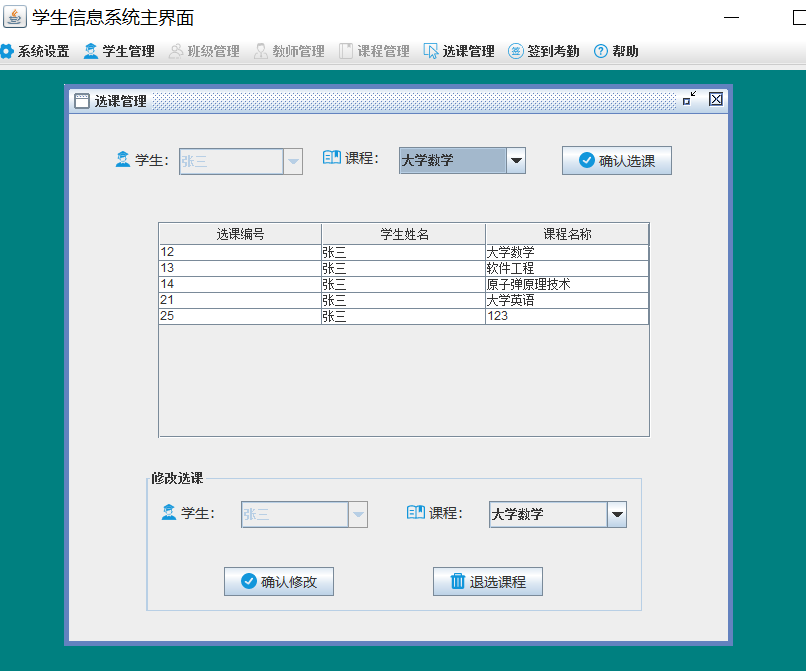 学生信息系统主界面
系统设置 学生管理 班级管理 教师管理 课程管理 选课管理 签到考勤 帮助
选课管理
学生： 张三 课程： 大学数学 确认选课
选课编号 学生姓名 课程名称
12 张三 大学数学
13 张三 软件工程
14 张三 原子弹原理技术
21 张三 大学英语
25 张三 123
修改选课
学生： 张三 课程： 大学数学
确认修改 退选课程